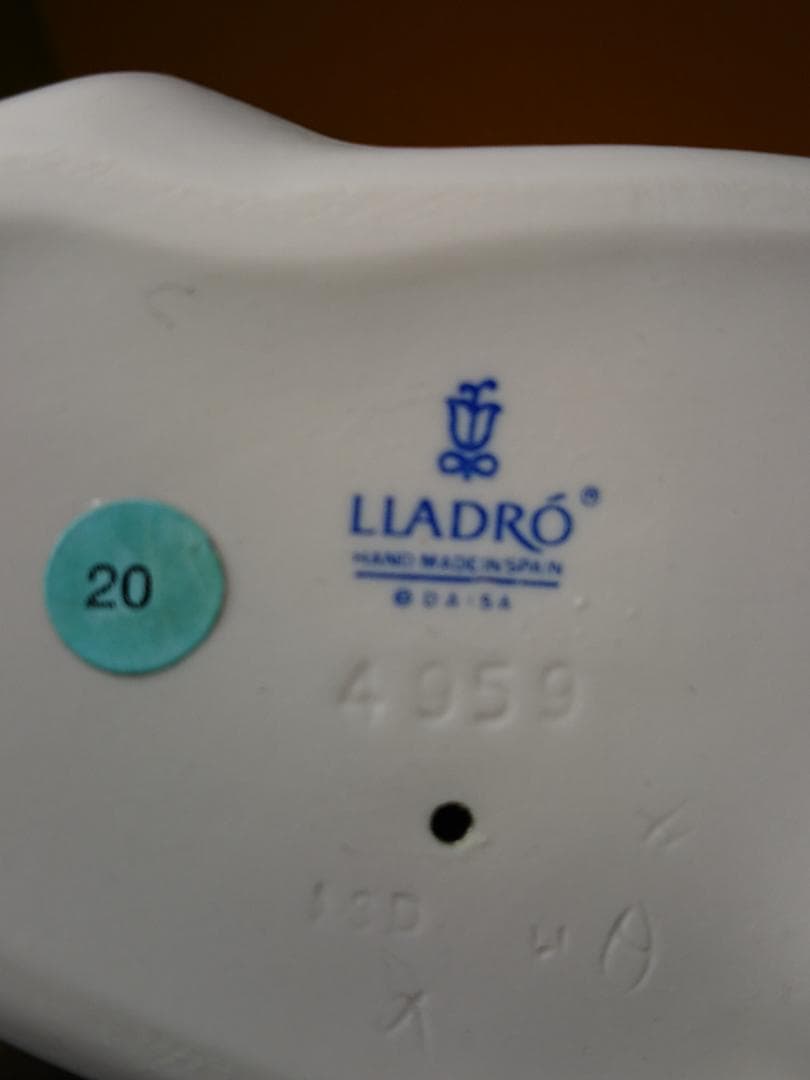 LLADRÓ®
HAND MADE IN SPAIN
© DAISA
20
4959